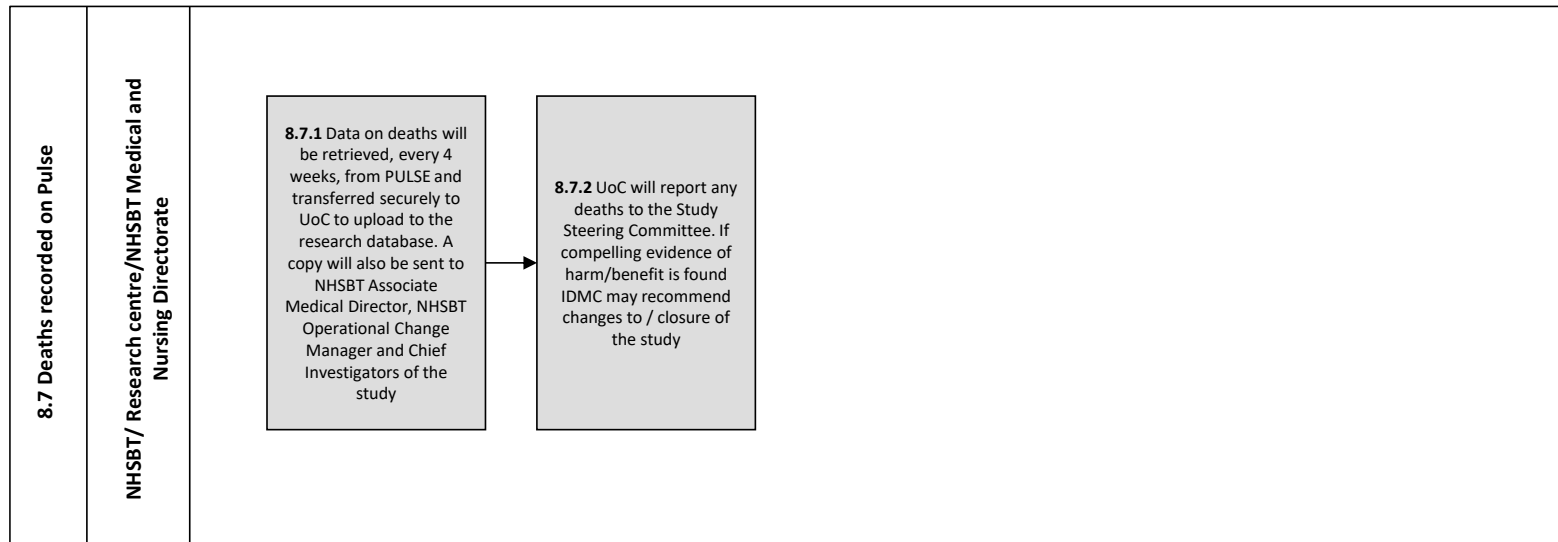 8.7 Deaths recorded on Pulse
NHSBT/ Research centre/NHSBT Medical and
Nursing Directorate
8.7.1 Data on deaths will
be retrieved, every 4
weeks, from PULSE and
transferred securely to
UoC to upload to the
research database. A
copy will also be sent to
NHSBT Associate
Medical Director, NHSBT
Operational Change
Manager and Chief
Investigators of the
study
8.7.2 UoC will report any
deaths to the Study
Steering Committee. If
compelling evidence of
harm/benefit is found
IDMC may recommend
changes to / closure of
the study